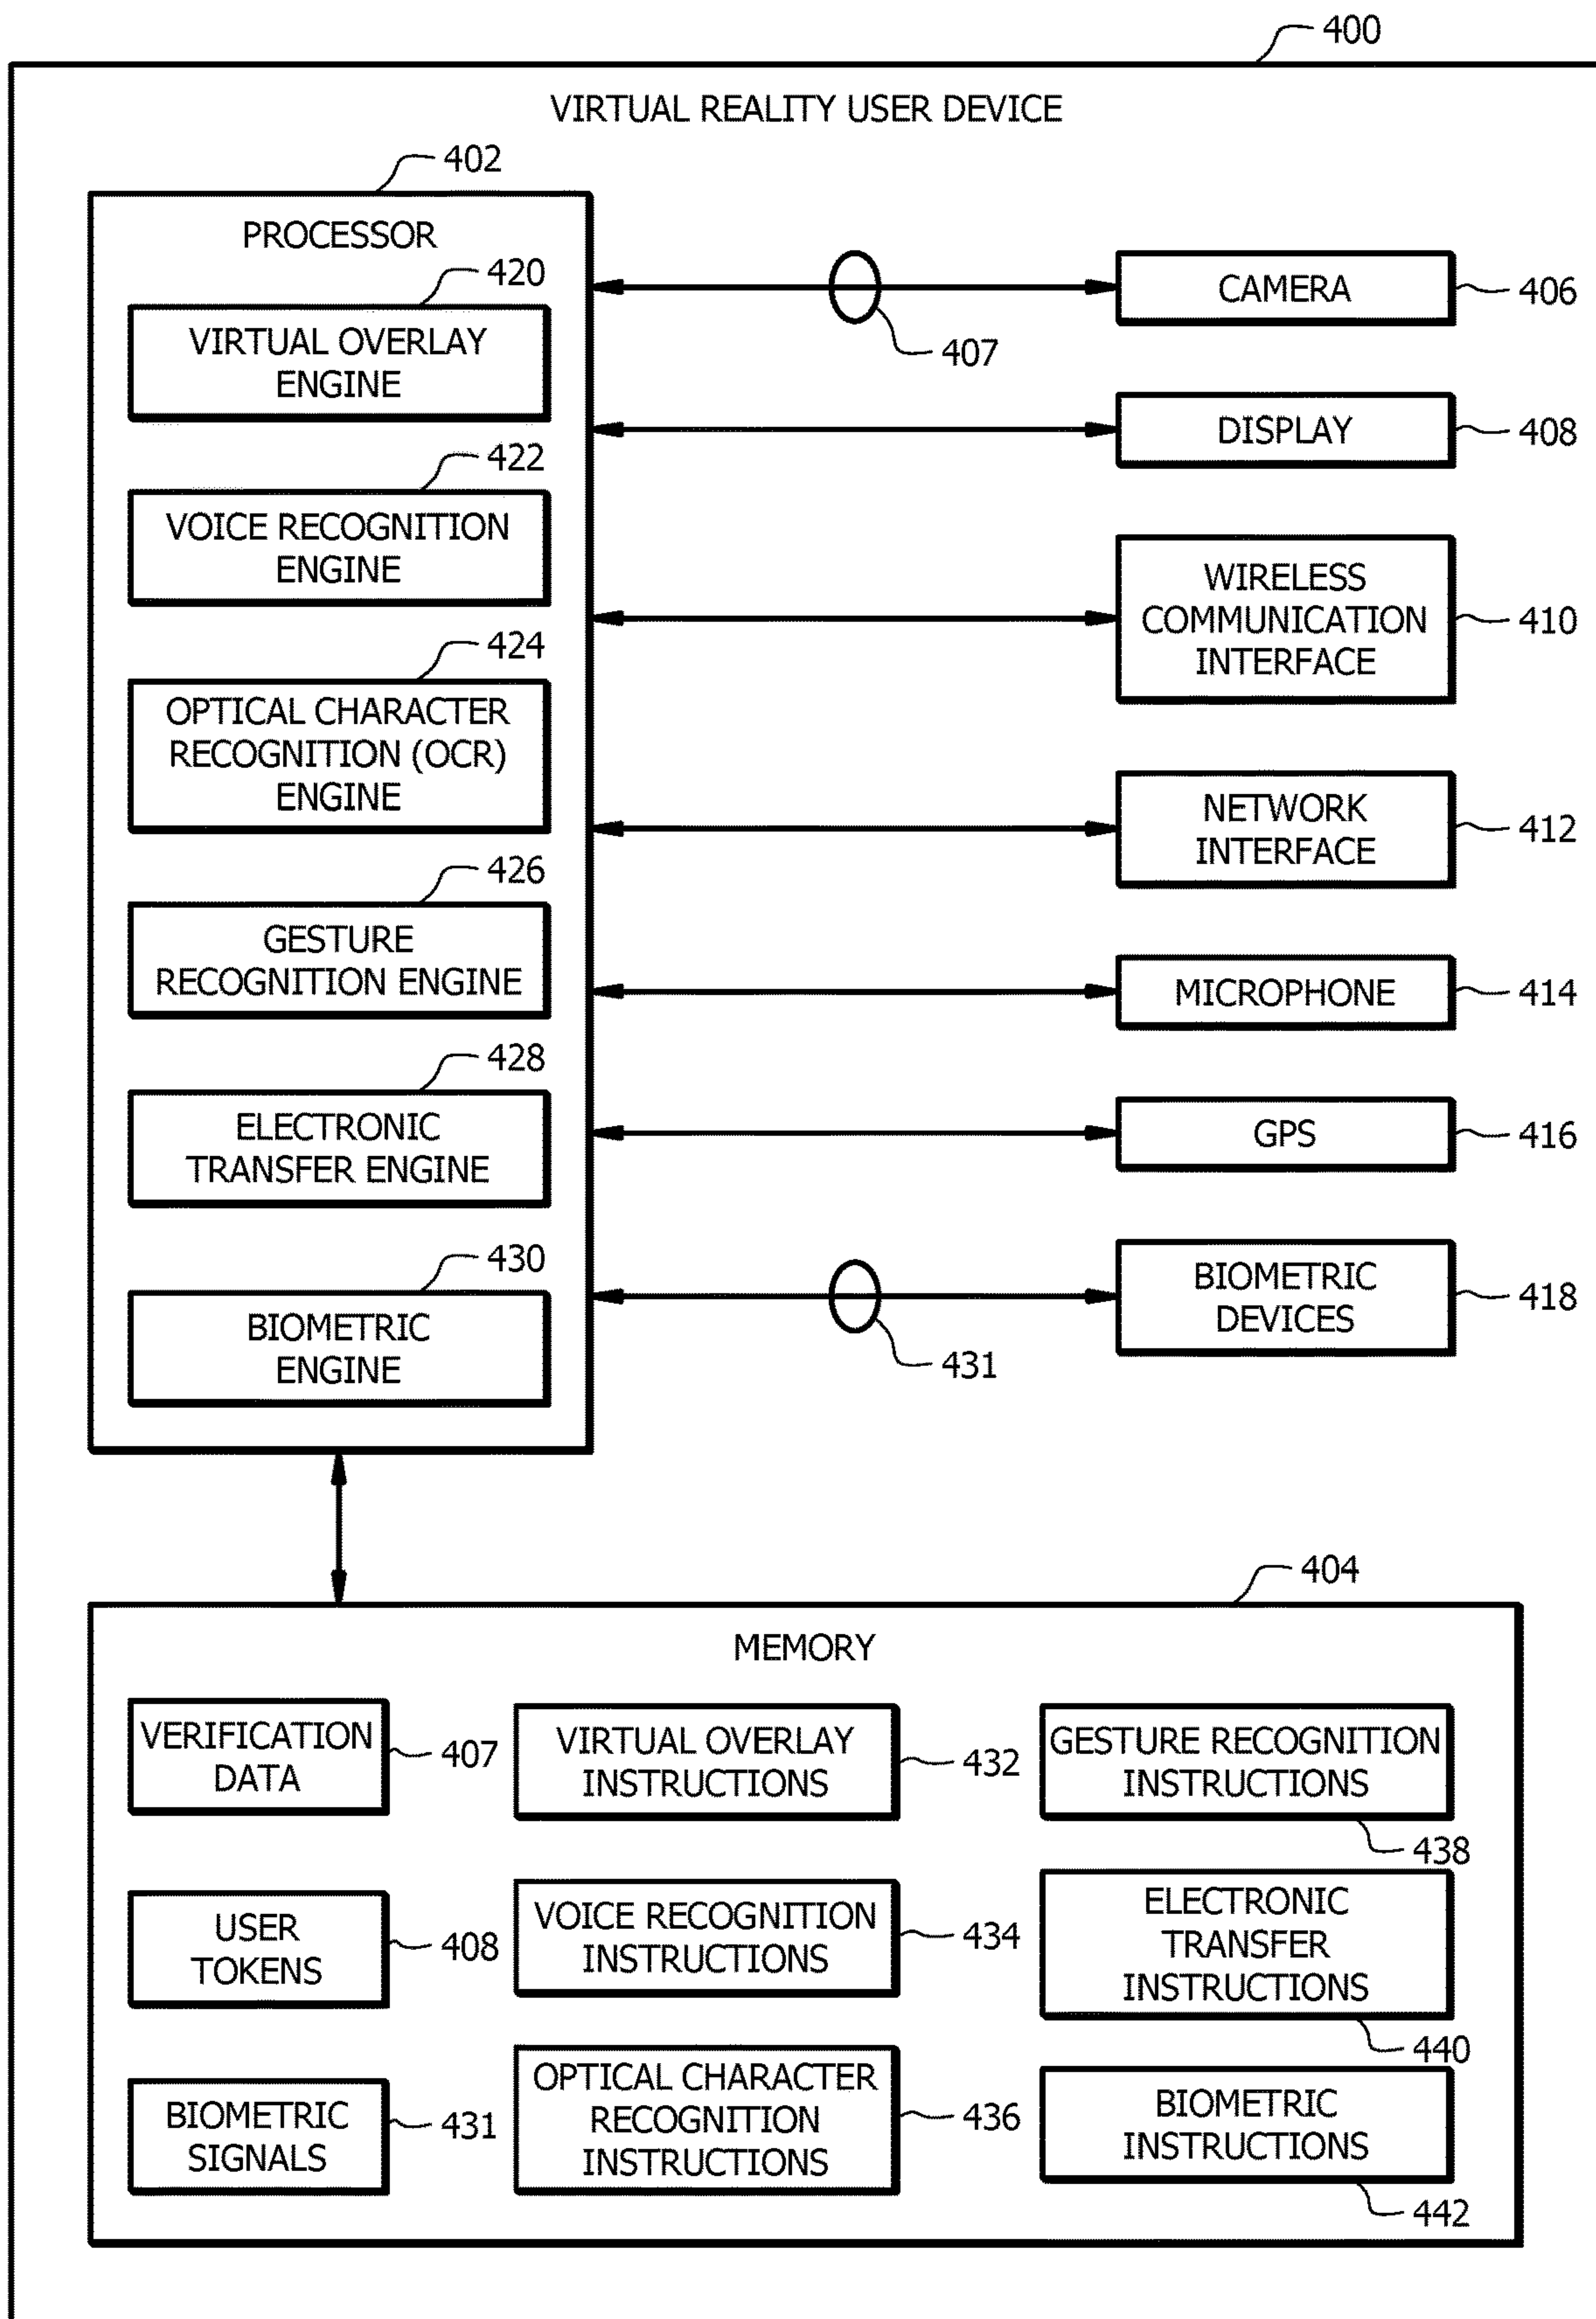 400
VIRTUAL REALITY USER DEVICE
402
PROCESSOR
420
VIRTUAL OVERLAY
ENGINE
422
VOICE RECOGNITION
ENGINE
424
OPTICAL CHARACTER
RECOGNITION (OCR)
ENGINE
426
GESTURE
RECOGNITION ENGINE
428
ELECTRONIC
TRANSFER ENGINE
430
BIOMETRIC
ENGINE
407
CAMERA
406
DISPLAY
408
WIRELESS
COMMUNICATION
INTERFACE
410
NETWORK
INTERFACE
412
MICROPHONE
414
GPS
416
431
BIOMETRIC
DEVICES
418
404
MEMORY
VERIFICATION
DATA
407
USER
TOKENS
408
BIOMETRIC
SIGNALS
431
VIRTUAL OVERLAY
INSTRUCTIONS
432
VOICE RECOGNITION
INSTRUCTIONS
434
OPTICAL CHARACTER
RECOGNITION
INSTRUCTIONS
436
GESTURE RECOGNITION
INSTRUCTIONS
438
ELECTRONIC
TRANSFER
INSTRUCTIONS
440
BIOMETRIC
INSTRUCTIONS
442